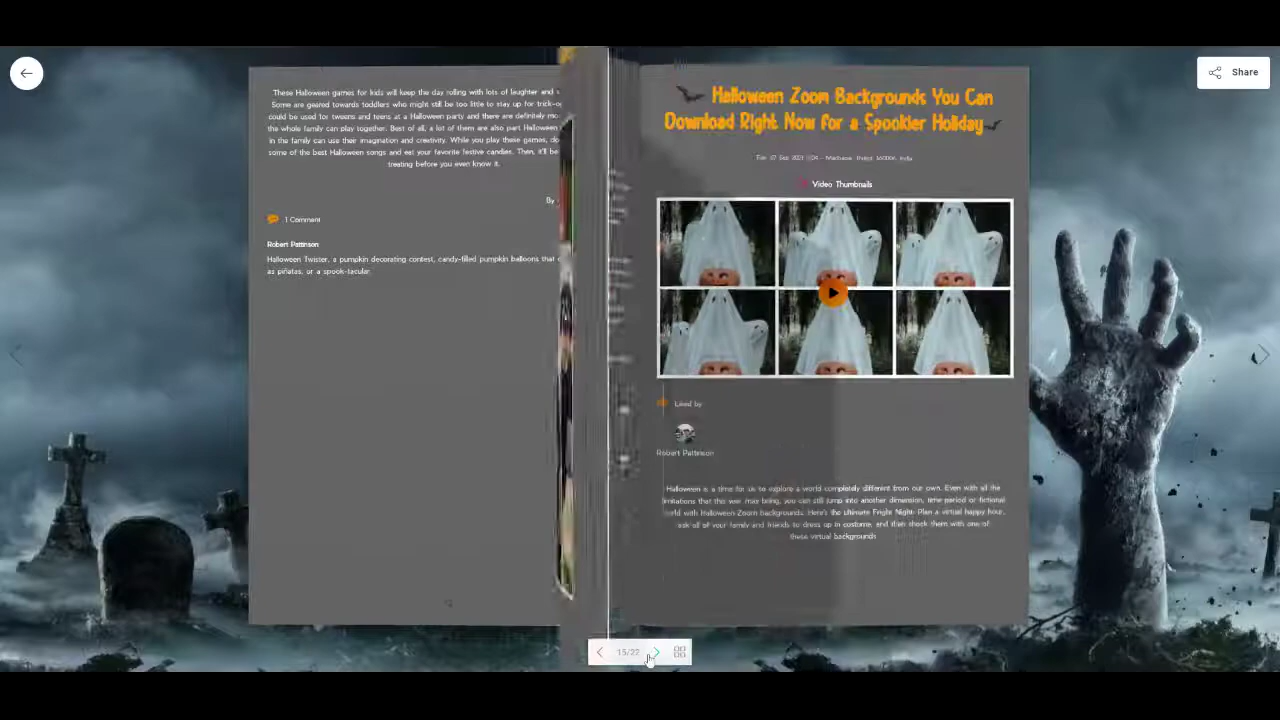 Share
These Halloween games for kids will keep the day rolling with lots of laughter and
Some are geared towards toddlers who might still be too little to stay up for trick-o
could be used for tweens and teens at a Halloween party and there are definitely mo
the whole family can play together. Best of all, a lot of them are also part Halloween
in the family can use their imagination and creativity. While you play these games, do
some of the best Halloween songs and eat your favorite festive candies. Then, it'll be
treating before you even know it.
By
1 Comment
Robert Pattinson
Halloween Twister, a pumpkin decorating contest, candy-filled pumpkin balloons that
as piñatas, or a spook-tacular
Halloween Zoom Backgrounds You Can
Download Right Now for a Spookier Holiday
Video Thumbnails
Liked by
Robert Pattinson
Halloween is a time for us to explore a world completely different from our own. Even with all the
limitations that this year may bring, you can still jump into another dimension, time period or fictional
world with Halloween Zoom backgrounds. Here's the ultimate Fright Night: Plan a virtual happy hour,
ask all of your family and friends to dress up in costume, and then shock them with one of
these virtual backgrounds
15/22